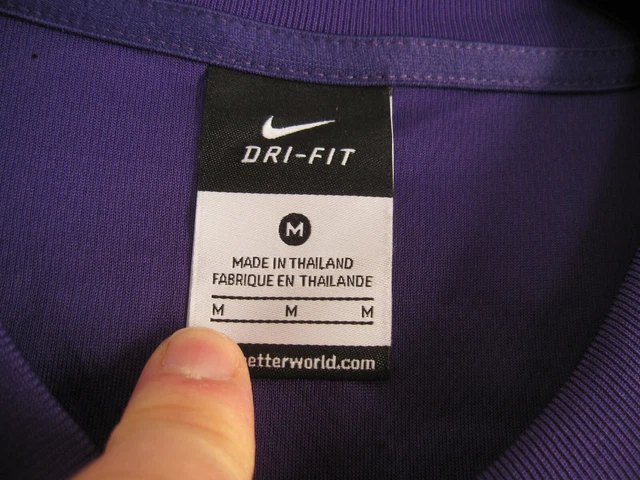 DRI-FIT
M
MADE IN THAILAND
FABRIQUE EN THAILANDE
M M M
etterworld.com